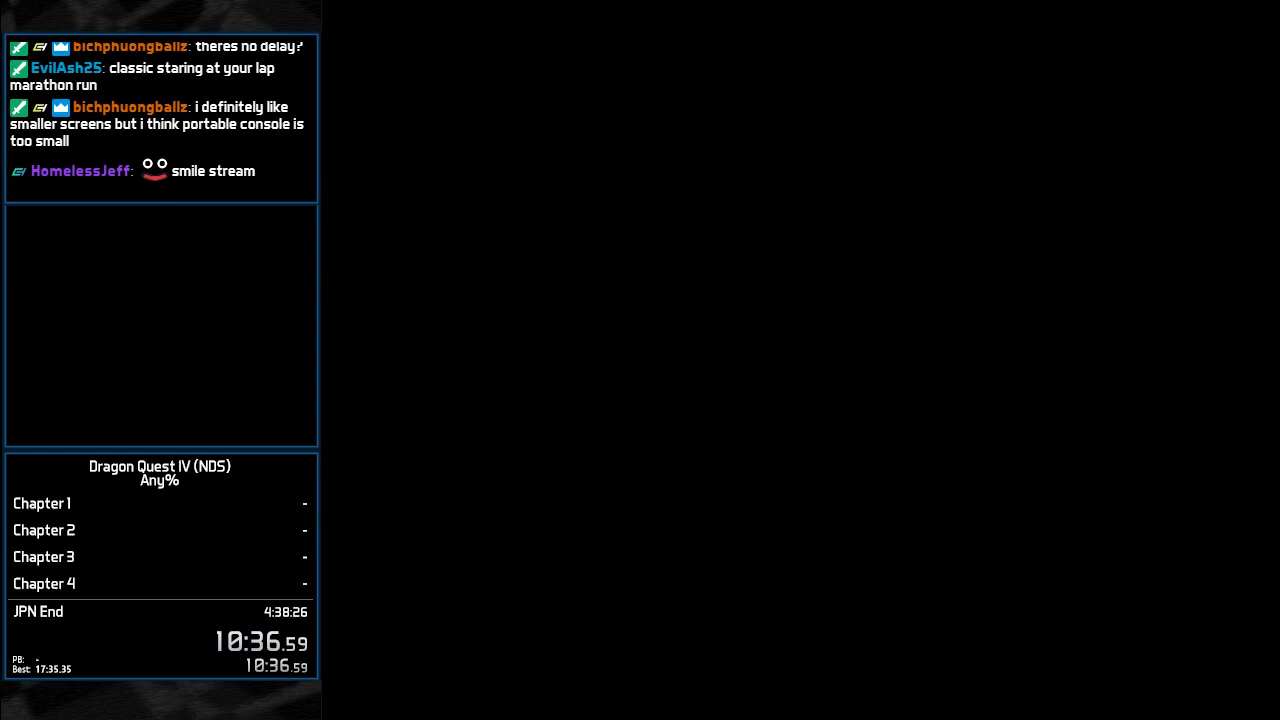 bichphuongballz: theres no delay?
EvilAsh25: classic staring at your lap
marathon run
bichphuongballz: i definitely like
smaller screens but i think portable console is
too small
HomelessJeff: smile stream
Dragon Quest IV (NDS)
Any%
Chapter 1 -
Chapter 2 -
Chapter 3 -
Chapter 4 -
JPN End 4:38:26
10:36.59
PB: -
Best: 17:35.35 10:36.59